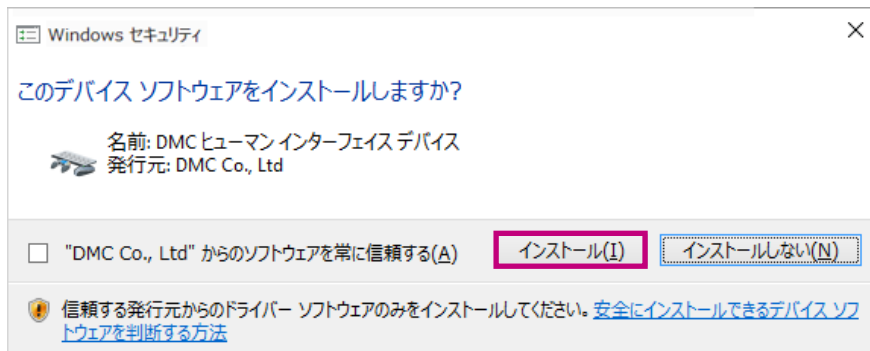 Windows セキュリティ
このデバイス ソフトウェアをインストールしますか?
名前: DMC ヒューマン インターフェイス デバイス
発行元: DMC Co., Ltd
"DMC Co., Ltd" からのソフトウェアを常に信頼する(A)
インストール(I)
インストールしない(N)
信頼する発行元からのドライバー ソフトウェアのみをインストールしてください。安全にインストールできるデバイス ソフ
トウェアを判断する方法